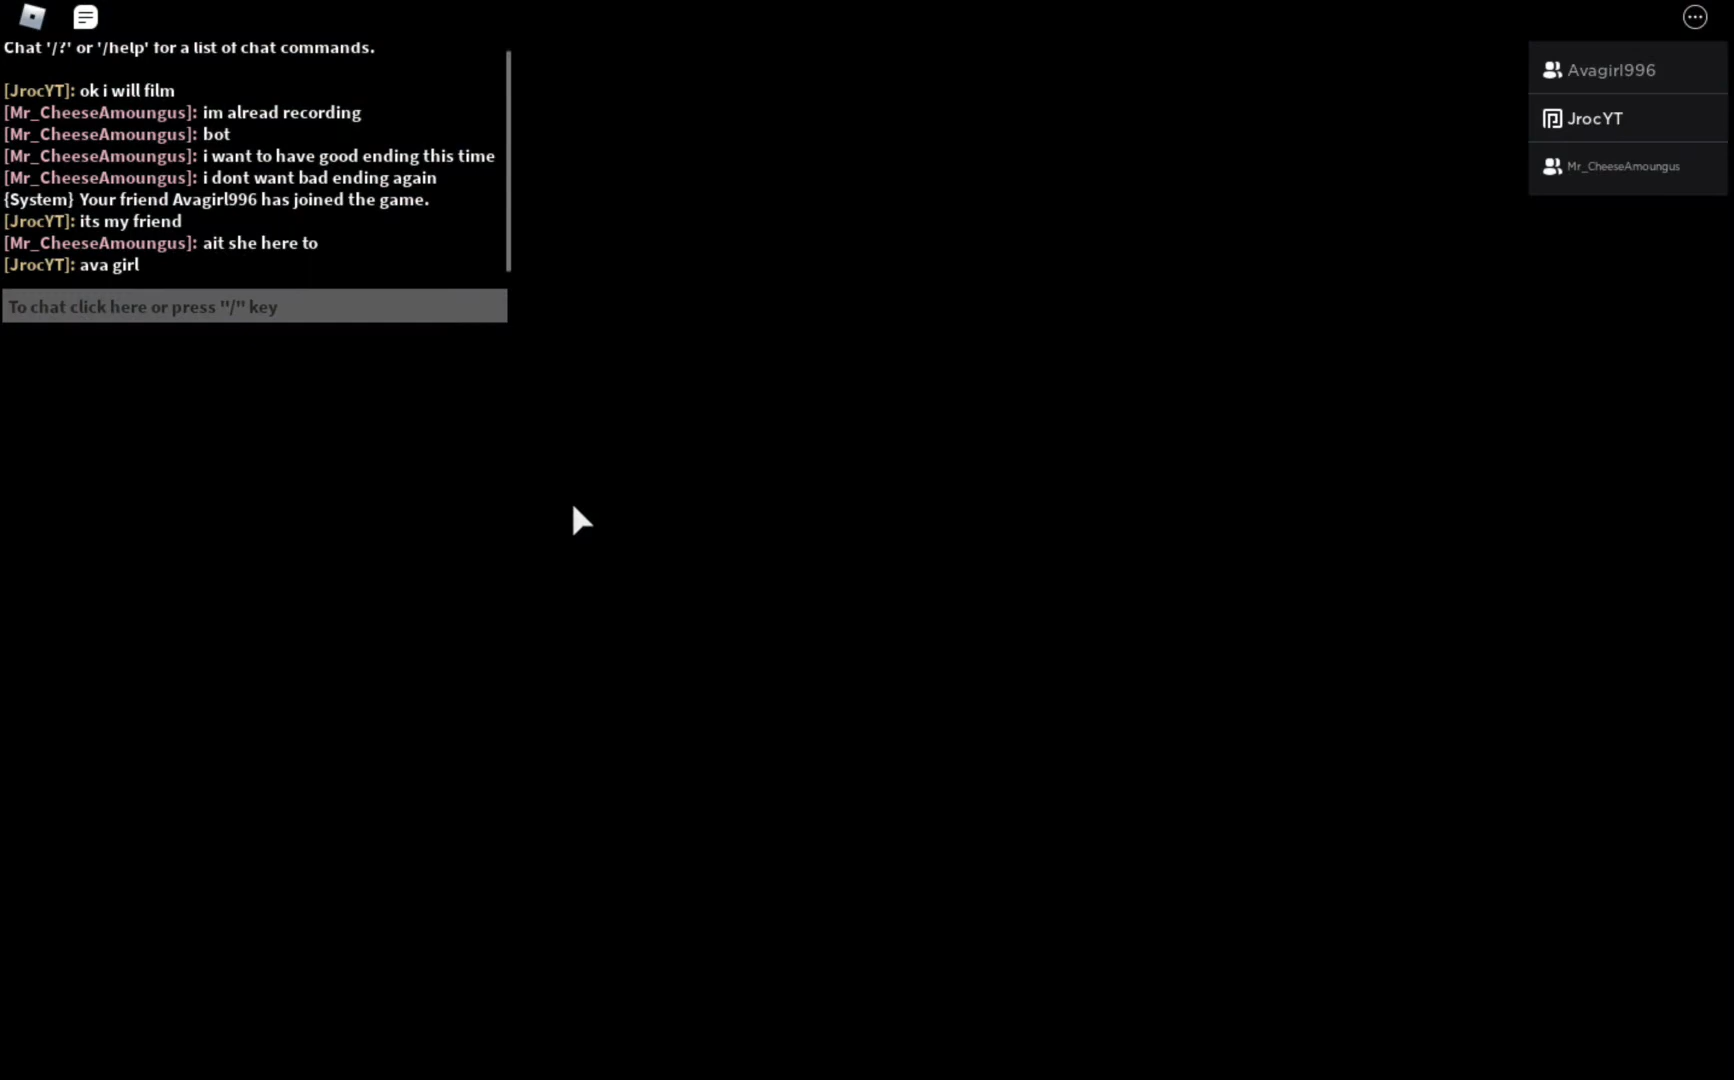 Chat '/?' or '/help' for a list of chat commands.
[JrocYT]: ok i will film
[Mr_CheeseAmoungus]: im alread recording
[Mr_CheeseAmoungus]: bot
[Mr_CheeseAmoungus]: i want to have good ending this time
[Mr_CheeseAmoungus]: i dont want bad ending again
{System} Your friend Avagirl996 has joined the game.
[JrocYT]: its my friend
[Mr_CheeseAmoungus]: ait she here to
[JrocYT]: ava girl
To chat click here or press "/" key
Avagirl996
JrocYT
Mr_CheeseAmoungus